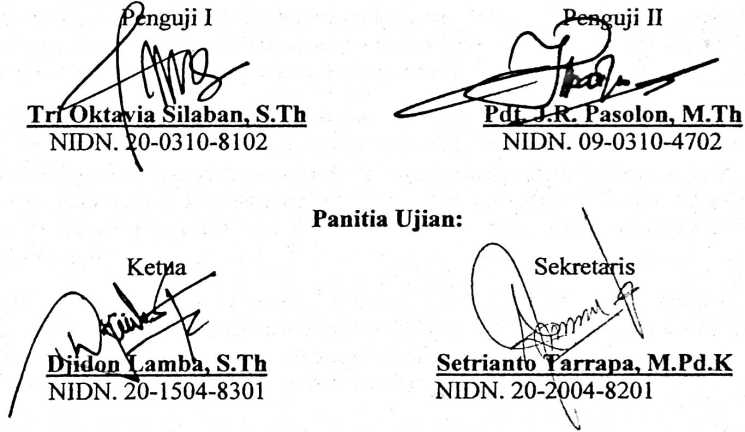 Penguji I
Penguji II
Tri Oktavia Silaban, S.Th
Pdt. J.R. Pasolon, M.Th
NIDN. 20-0310-8102
NIDN. 09-0310-4702
Panitia Ujian:
Ketua
Sekretaris
Djidon Lamba, S.Th
Setrianto Tarrapa, M.Pd.K
NIDN. 20-1504-8301
NIDN. 20-2004-8201